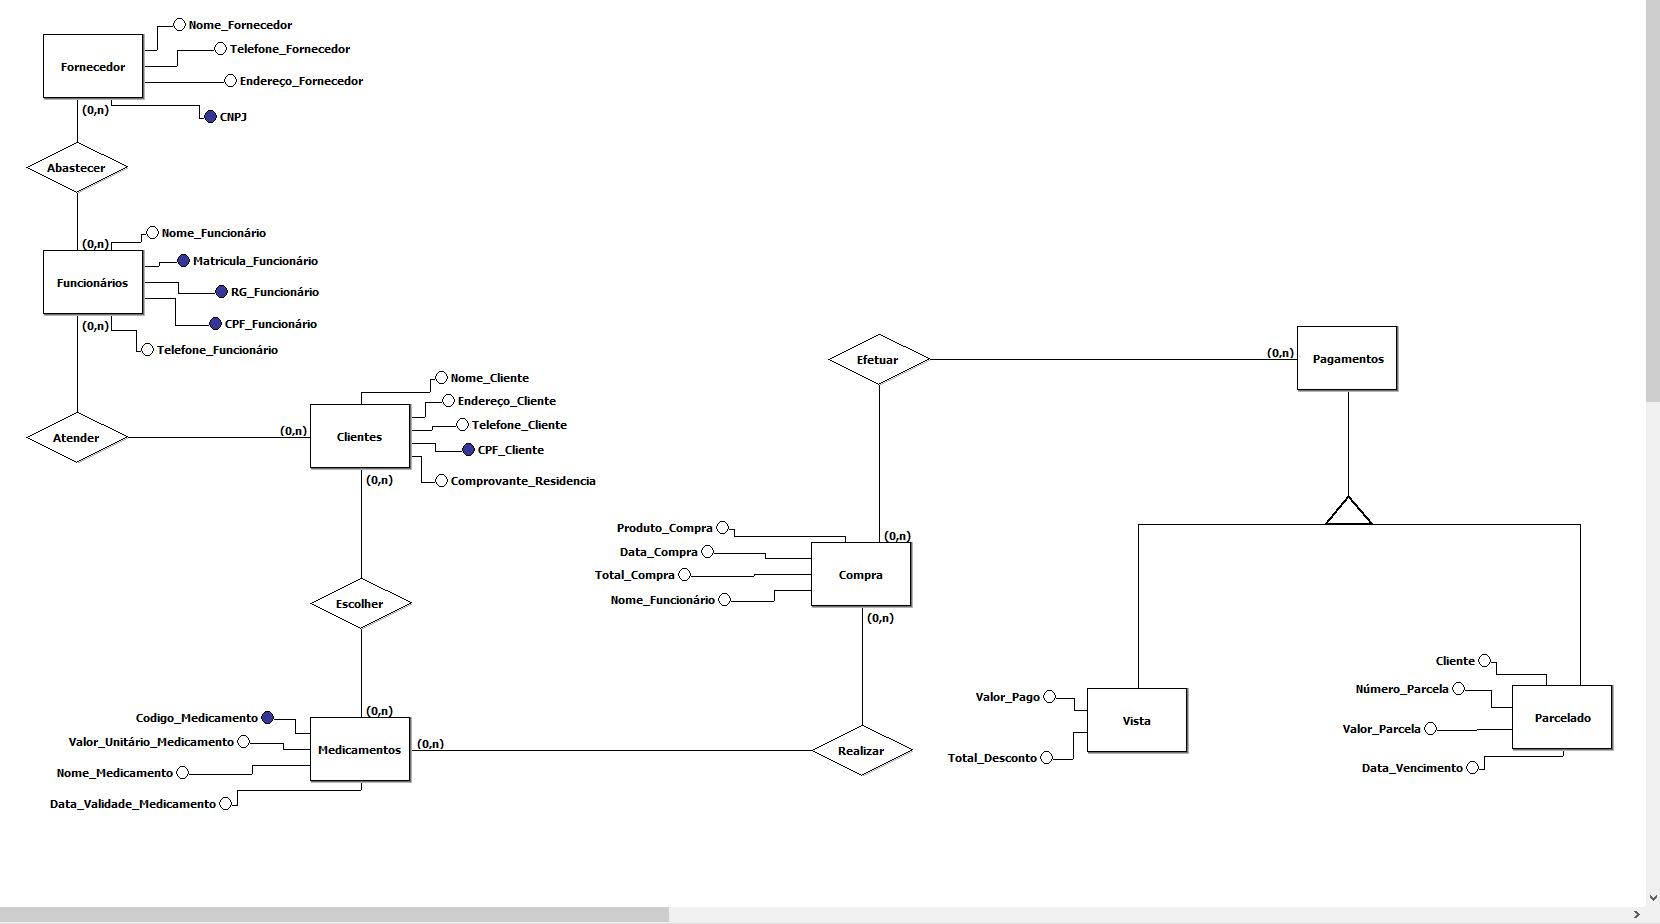 Nome_Fornecedor
Telefone_Fornecedor
Fornecedor
Endereço_Fornecedor
(0,n)
CNPJ
Abastecer
Nome_Funcionário
(0,n)
Matricula_Funcionário
Funcionários
RG_Funcionário
CPF_Funcionário
(0,n)
Telefone_Funcionário
Nome_Cliente
Endereço_Cliente
Telefone_Cliente
Atender
(0,n)
Clientes
CPF_Cliente
(0,n)
Comprovante_Residencia
Efetuar
(0,n)
Pagamentos
Produto_Compra
(0,n)
Data_Compra
Total_Compra
Compra
Nome_Funcionário
(0,n)
Escolher
Cliente
Número_Parcela
Valor_Pago
Vista
Parcelado
Valor_Parcela
Total_Desconto
Data_Vencimento
(0,n)
Codigo_Medicamento
Valor_Unitário_Medicamento
Medicamentos
(0,n)
Realizar
Nome_Medicamento
Data_Validade_Medicamento